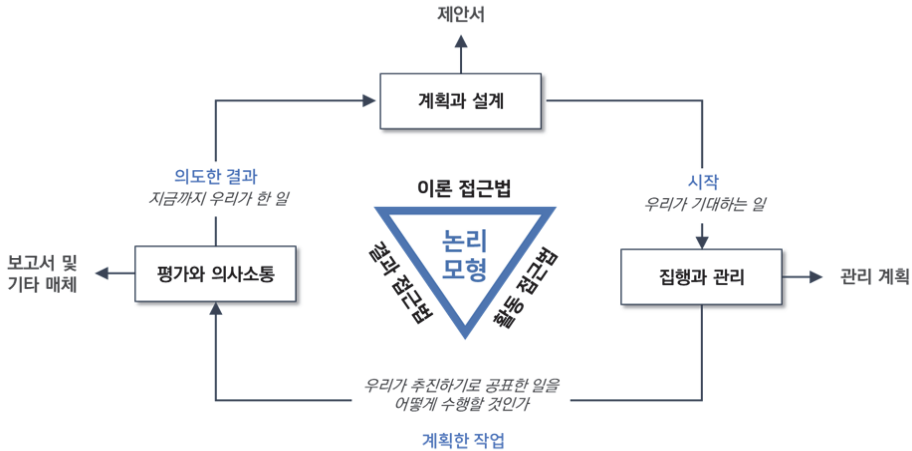 제안서
계획과 설계
의도한 결과
지금까지 우리가 한 일
시작
우리가 기대하는 일
이론 접근법
논리
모형
결과 접근법
활동 접근법
보고서 및
기타 매체
평가와 의사소통
집행과 관리
관리 계획
우리가 추진하기로 공표한 일을
어떻게 수행할 것인가
계획한 작업